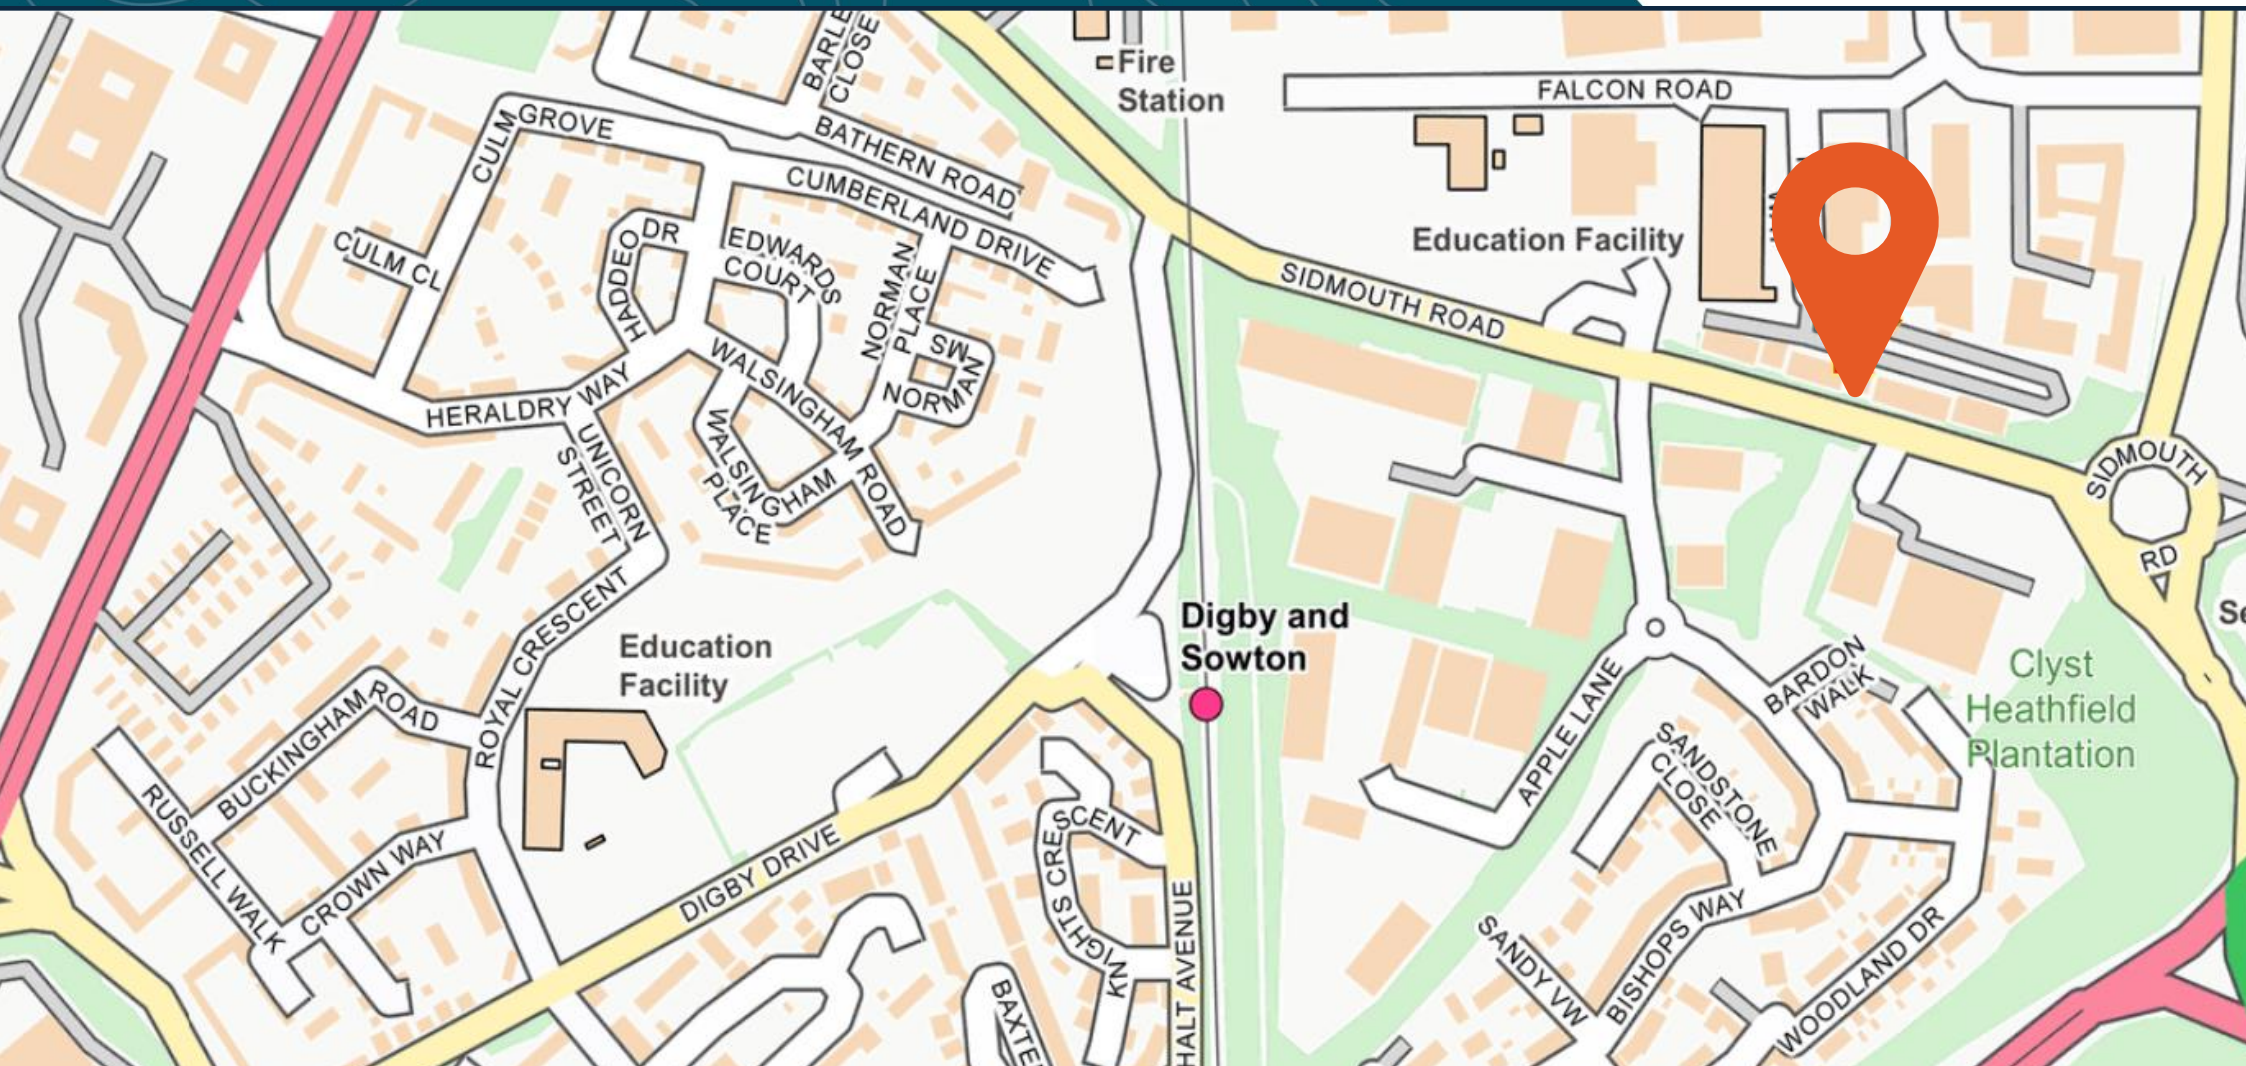 BARLE
CLOSE
Fire
Station
FALCON ROAD
CULM
GROVE
BATHERN ROAD
CUMBERLAND DRIVE
CULM CL
HADDEO
DR
EDWARDS
COURT
NORMAN
PLACE
Education Facility
SIDMOUTH ROAD
NORMAN
MS
WALSINGHAM ROAD
HERALDRY WAY
UNICORN
STREET
WALSINGHAM
PLACE
SIDMOUTH
RD
ROYAL CRESCENT
Education
Facility
Digby and
Sowton
Se
BARDON
WALK
Clyst
Heathfield
Plantation
BUCKINGHAM ROAD
APPLE LANE
SANDSTONE
CLOSE
RUSSELL WALK
CROWN WAY
DIGBY DRIVE
KNIGHTS CRESCENT
HALT AVENUE
BISHOPS WAY
SANDY VW
WOODLAND DR
BAXTE